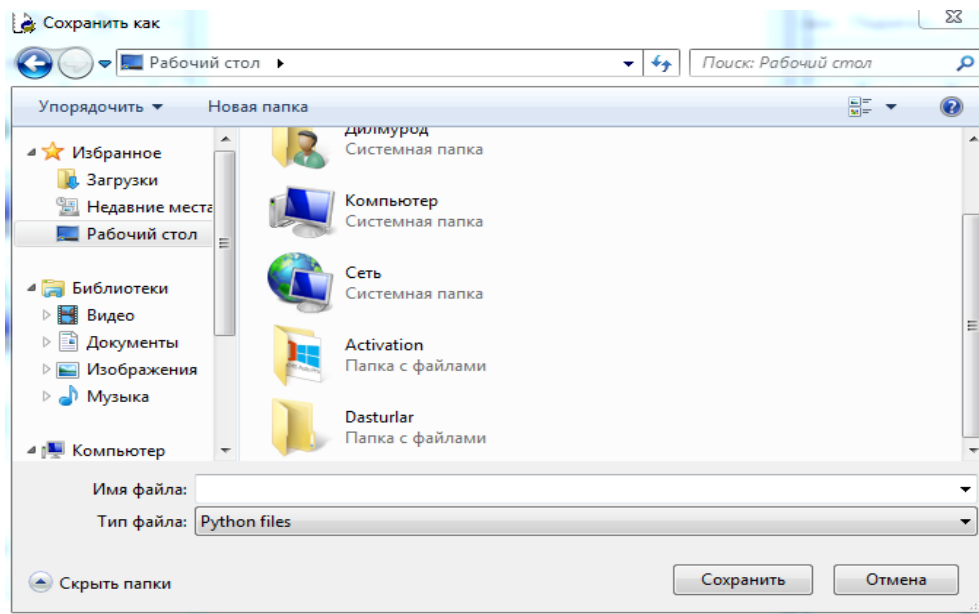 Сохранить как
Рабочий стол
Поиск: Рабочий стол
Упорядочить
Новая папка
Избранное
Загрузки
Недавние места
Рабочий стол
Библиотеки
Видео
Документы
Изображения
Музыка
Компьютер
Дилмурод
Системная папка
Компьютер
Системная папка
Сеть
Системная папка
Activation
Папка с файлами
Dasturlar
Папка с файлами
Имя файла:
Тип файла: Python files
Скрыть папки
Сохранить
Отмена